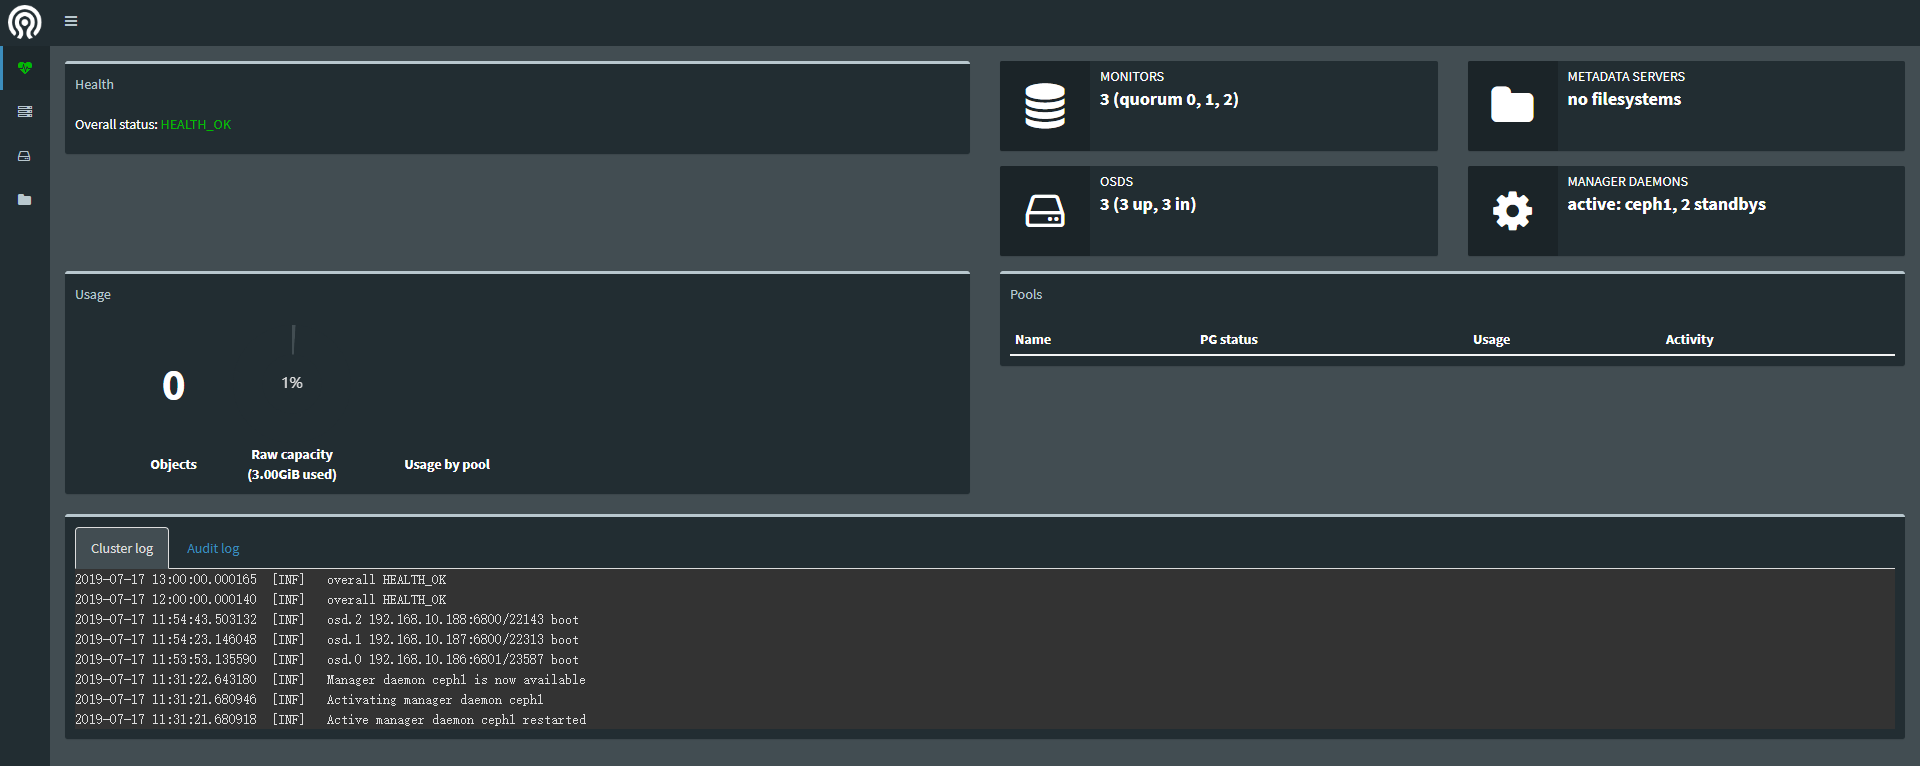 Health
Overall status: HEALTH_OK
MONITORS
3 (quorum 0, 1, 2)
METADATA SERVERS
no filesystems
OSDS
3 (3 up, 3 in)
MANAGER DAEMONS
active: ceph1, 2 standbys
Usage
0
1%
Objects
Raw capacity
(3.00GiB used)
Usage by pool
Pools
Name PG status Usage Activity
Cluster log Audit log
2019-07-17 13:00:00.000165 [INF] overall HEALTH_OK
2019-07-17 12:00:00.000140 [INF] overall HEALTH_OK
2019-07-17 11:54:43.503132 [INF] osd.2 192.168.10.188:6800/22143 boot
2019-07-17 11:54:23.146048 [INF] osd.1 192.168.10.187:6800/22313 boot
2019-07-17 11:53:53.135590 [INF] osd.0 192.168.10.186:6801/23587 boot
2019-07-17 11:31:22.643180 [INF] Manager daemon ceph1 is now available
2019-07-17 11:31:21.680946 [INF] Activating manager daemon ceph1
2019-07-17 11:31:21.680918 [INF] Active manager daemon ceph1 restarted